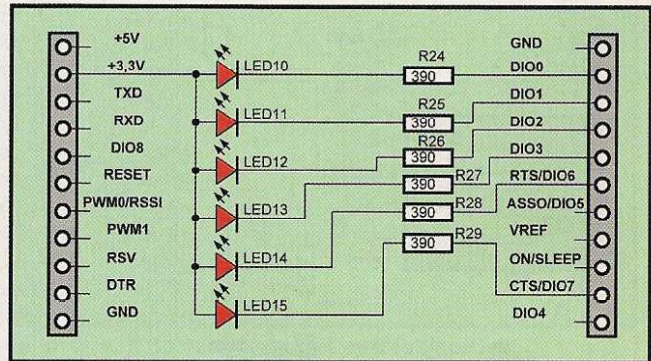 +5V
+3,3V
TXD
RXD
DIO8
RESET
PWM0/RSSI
PWM1
RSV
DTR
GND
LED10
LED11
LED12
LED13
LED14
LED15
R24
390
R25
390
R26
390
R27
390
R28
390
R29
390
GND
DIO0
DIO1
DIO2
DIO3
RTS/DIO6
ASSO/DIO5
VREF
ON/SLEEP
CTS/DIO7
DIO4